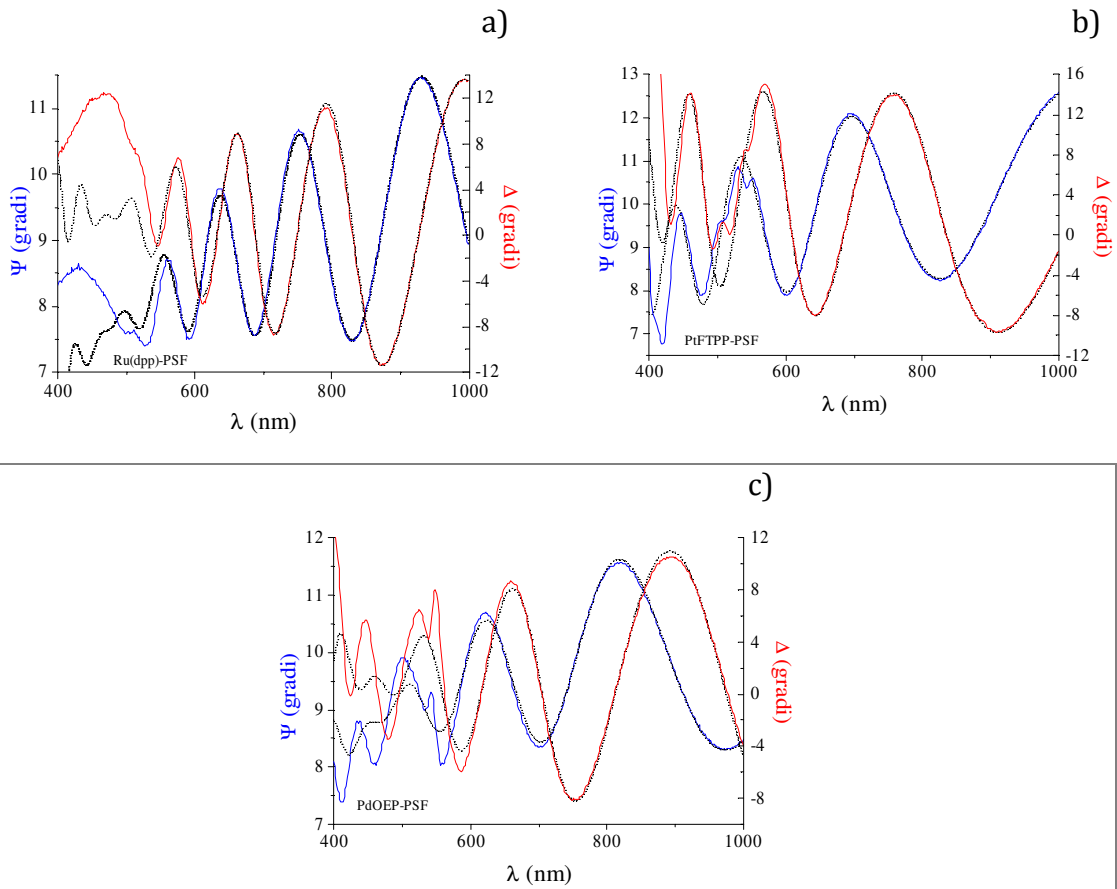 a)
11
10
9
8
7
Ψ (gradi)
12
8
4
0
-4
-8
-12
Δ (gradi)
Ru(dpp)-PSF
400 600 800 1000
λ (nm)
b)
13
12
11
10
9
8
7
Ψ (gradi)
16
12
8
4
0
-4
-8
-12
Δ (gradi)
PtFTPP-PSF
400 600 800 1000
λ (nm)
c)
12
11
10
9
8
7
Ψ (gradi)
12
8
4
0
-4
-8
Δ (gradi)
PdOEP-PSF
400 600 800 1000
λ (nm)